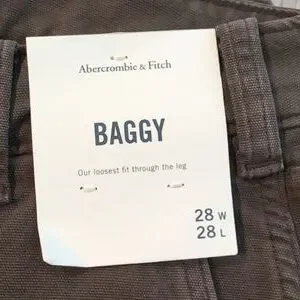 Abercrombie & Fitch
BAGGY
Our loosest fit through the leg
28 W
28 L